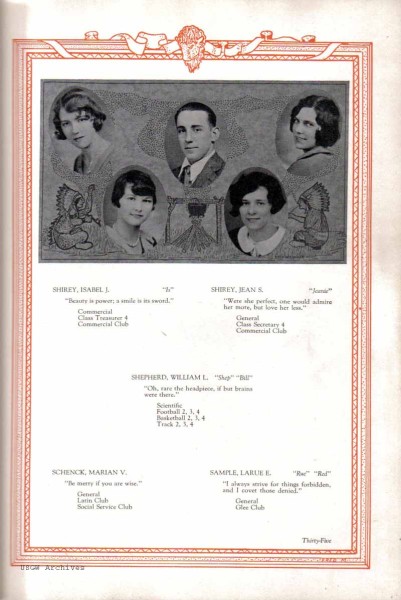 SHIREY, ISABEL J. "Is"
"Beauty is power; a smile is its sword."
Commercial
Class Treasurer 4
Commercial Club
SHIREY, JEAN S. "Jeanie"
"Were she perfect, one would admire
her more, but love her less."
General
Class Secretary 4
Commercial Club
SHEPHERD, WILLIAM L. "Shep" "Bill"
"Oh, rare the headpiece, if but brains
were there."
Scientific
Football 2, 3, 4
Basketball 2, 3, 4
Track 2, 3, 4
SCHENCK, MARIAN V.
"Be merry if you are wise."
General
Latin Club
Social Service Club
SAMPLE, LARUE E. "Rue" "Rat"
"I always strive for things forbidden,
and I covet those denied."
General
Glee Club
Thirty-Five
USGW Archives